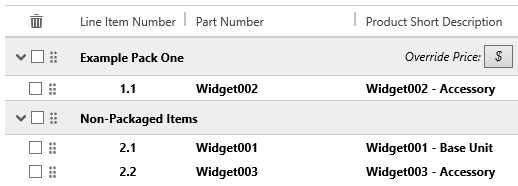 Line Item Number Part Number Product Short Description
Example Pack One Override Price: $
1.1 Widget002 Widget002 - Accessory
Non-Packaged Items
2.1 Widget001 Widget001 - Base Unit
2.2 Widget003 Widget003 - Accessory